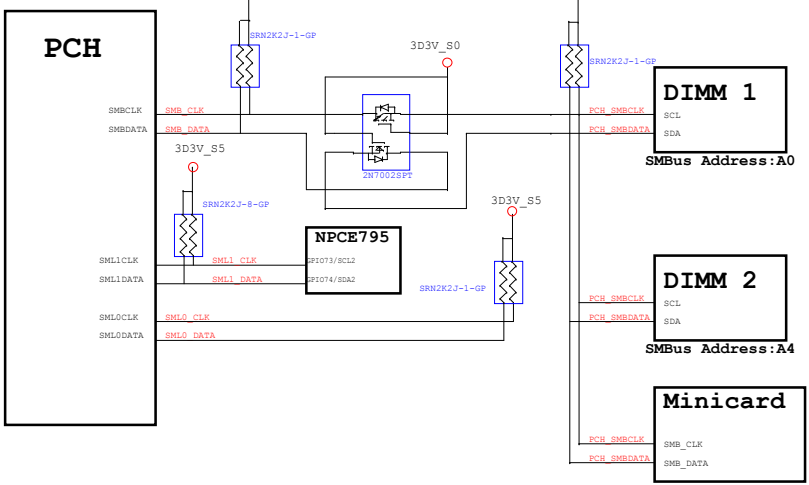 PCH
SRN2K2J-1-GP
3D3V_S0
SRN2K2J-1-GP
DIMM 1
SMBCLK
SMB_CLK
PCH_SMBCLK
SCL
SMBDATA
SMB_DATA
PCH_SMBDATA
SDA
3D3V_S5
SMBus Address:A0
2N7002SPT
SRN2K2J-8-GP
3D3V_S5
NPCE795
SML1CLK
SML1_CLK
GPIO73/SCL2
SML1DATA
SML1_DATA
GPIO74/SDA2
SRN2K2J-1-GP
DIMM 2
PCH_SMBCLK
SCL
SML0CLK
SML0_CLK
PCH_SMBDATA
SDA
SML0DATA
SML0_DATA
SMBus Address:A4
Minicard
PCH_SMBCLK
SMB_CLK
PCH_SMBDATA
SMB_DATA